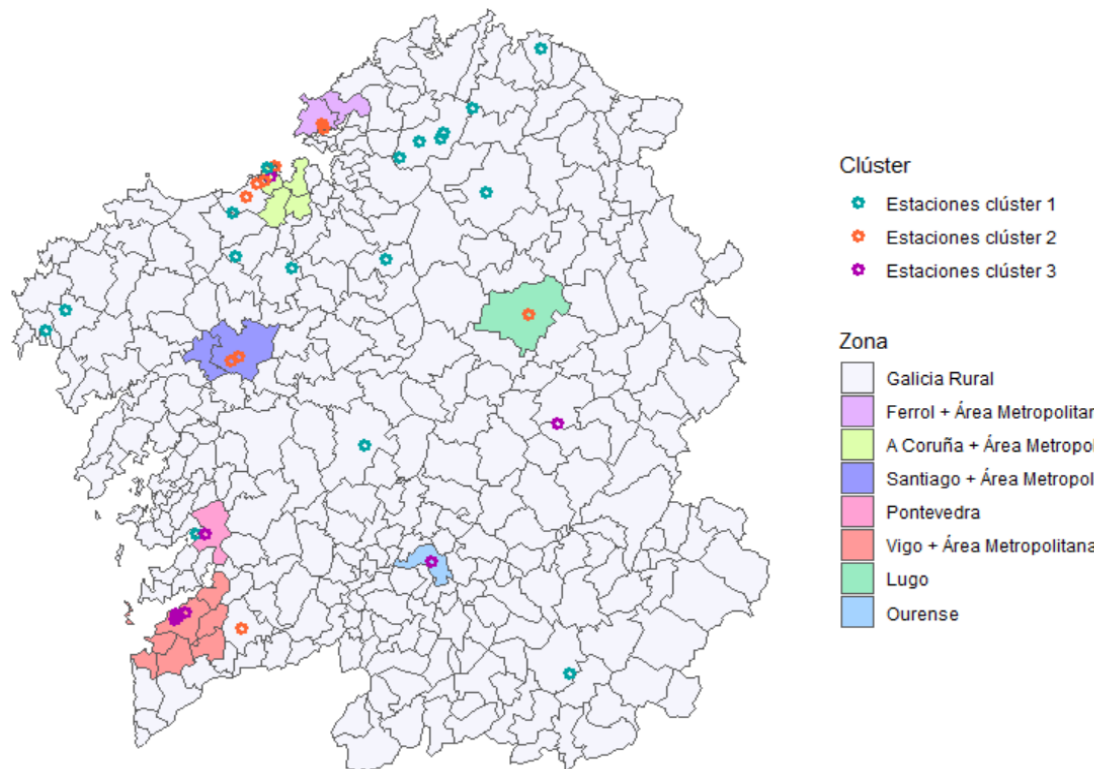 Clúster
Estaciones clúster 1
Estaciones clúster 2
Estaciones clúster 3
Zona
Galicia Rural
Ferrol + Área Metropolitan
A Coruña + Área Metropol
Santiago + Área Metropol
Pontevedra
Vigo + Área Metropolitana
Lugo
Ourense